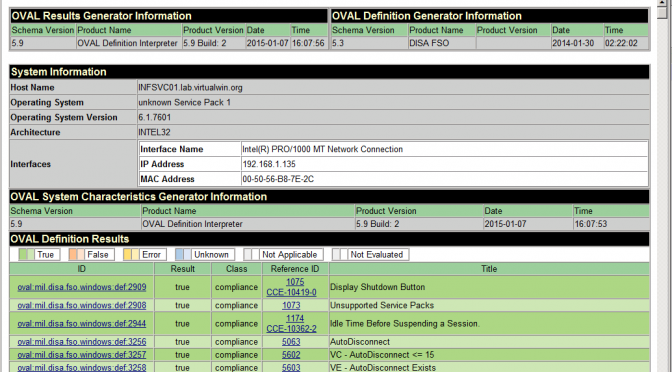 OVAL Results Generator Information OVAL Definition Generator Information
Schema Version Product Name Product Version Date Time Schema Version Product Name Product Version Date Time
5.9 OVAL Definition Interpreter 5.9 Build: 2 2015-01-07 16:07:56 5.3 DISA FSO 2014-01-30 02:22:02
System Information
Host Name INFSVC01.lab.virtualwin.org
Operating System unknown Service Pack 1
Operating System Version 6.1.7601
Architecture INTEL32
Interfaces
Interface Name Intel(R) PRO/1000 MT Network Connection
IP Address 192.168.1.135
MAC Address 00-50-56-B8-7E-2C
OVAL System Characteristics Generator Information
Schema Version Product Name Product Version Date Time
5.9 OVAL Definition Interpreter 5.9 Build: 2 2015-01-07 16:07:53
OVAL Definition Results
True False Error Unknown Not Applicable Not Evaluated
ID Result Class Reference ID Title
oval:mil.disa.fso.windows:def:2909 true compliance 1075 CCE-10419-0 Display Shutdown Button
oval:mil.disa.fso.windows:def:2908 true compliance 1073 Unsupported Service Packs
oval:mil.disa.fso.windows:def:2944 true compliance 1174 CCE-10362-2 Idle Time Before Suspending a Session.
oval:mil.disa.fso.windows:def:3256 true compliance 5063 AutoDisconnect
oval:mil.disa.fso.windows:def:3257 true compliance 5602 VC - AutoDisconnect <= 15
oval:mil.disa.fso.windows:def:3258 true compliance 5603 VE - AutoDisconnect Exists